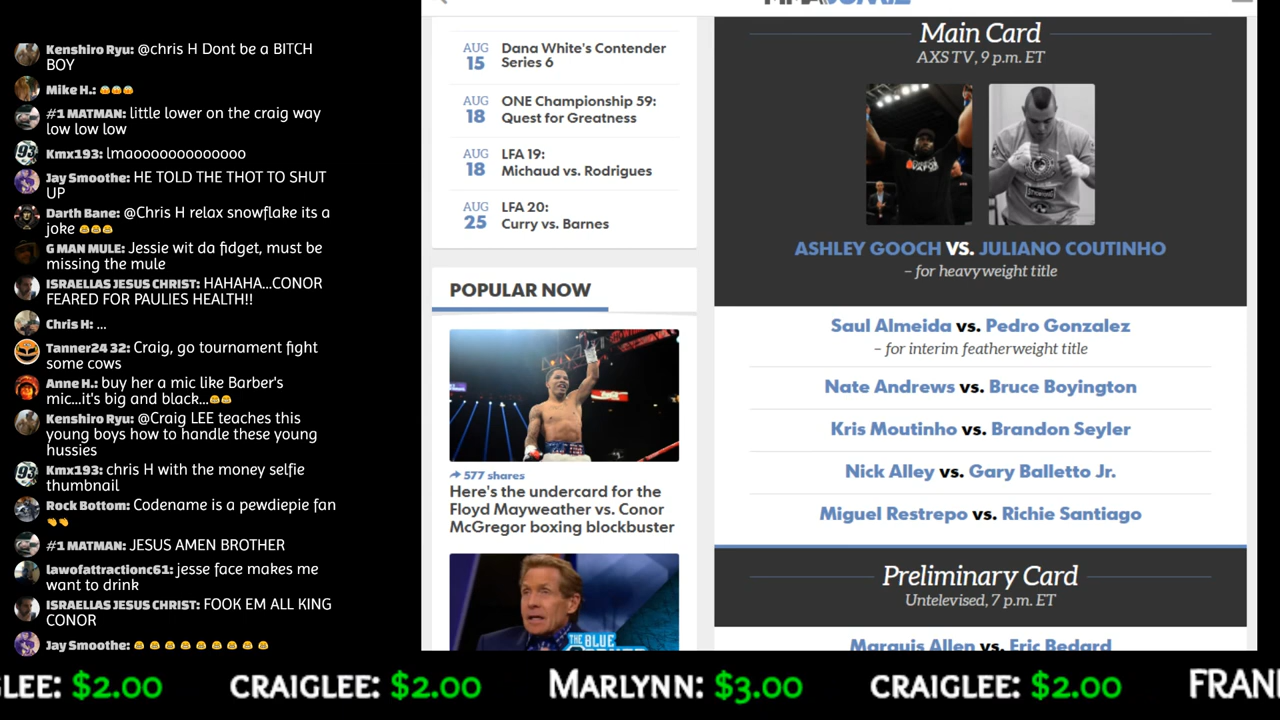 Kenshiro Ryu: @chris H Dont be a BITCH
BOY
Mike H.:
#1 MATMAN: little lower on the craig way
low low low
Kmx193: lmaooooooooooooo
Jay Smoothe: HE TOLD THE THOT TO SHUT
UP
Darth Bane: @Chris H relax snowflake its a
joke
G MAN MULE: Jessie wit da fidget, must be
missing the mule
ISRAELLAS JESUS CHRIST: HAHAHA...CONOR
FEARED FOR PAULIES HEALTH!!
Chris H: ...
Tanner24 32: Craig, go tournament fight
some cows
Anne H.: buy her a mic like Barber's
mic...it's big and black...
Kenshiro Ryu: @Craig LEE teaches this
young boys how to handle these young
hussies
Kmx193: chris H with the money selfie
thumbnail
Rock Bottom: Codename is a pewdiepie fan
#1 MATMAN: JESUS AMEN BROTHER
lawofattractionc61: jesse face makes me
want to drink
ISRAELLAS JESUS CHRIST: FOOK EM ALL KING
CONOR
Jay Smoothe:
AUG
15
Dana White's Contender
Series 6
AUG
18
ONE Championship 59:
Quest for Greatness
AUG
18
LFA 19:
Michaud vs. Rodrigues
AUG
25
LFA 20:
Curry vs. Barnes
POPULAR NOW
577 shares
Here's the undercard for the
Floyd Mayweather vs. Conor
McGregor boxing blockbuster
THE BLUE
Main Card
AXS TV, 9 p.m. ET
ASHLEY GOOCH VS. JULIANO COUTINHO
– for heavyweight title
Saul Almeida vs. Pedro Gonzalez
– for interim featherweight title
Nate Andrews vs. Bruce Boyington
Kris Moutinho vs. Brandon Seyler
Nick Alley vs. Gary Balletto Jr.
Miguel Restrepo vs. Richie Santiago
Preliminary Card
Untelevised, 7 p.m. ET
Marquis Allen vs. Eric Bedard
GLEE: $2.00 CRAIGLEE: $2.00 MARLYNN: $3.00 CRAIGLEE: $2.00 FRAN